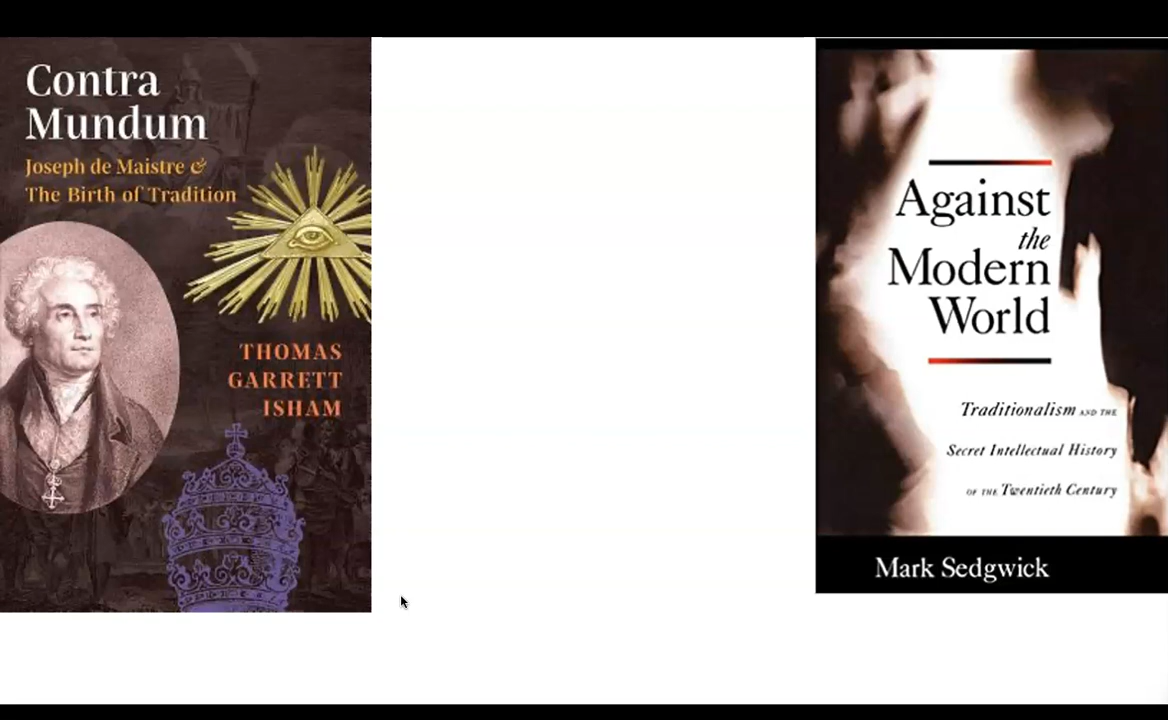 Contra
Mundum
Joseph de Maistre &
The Birth of Tradition
THOMAS
GARRETT
ISHAM
Against
the
Modern
World
Traditionalism AND THE
Secret Intellectual History
OF THE Twentieth Century
Mark Sedgwick